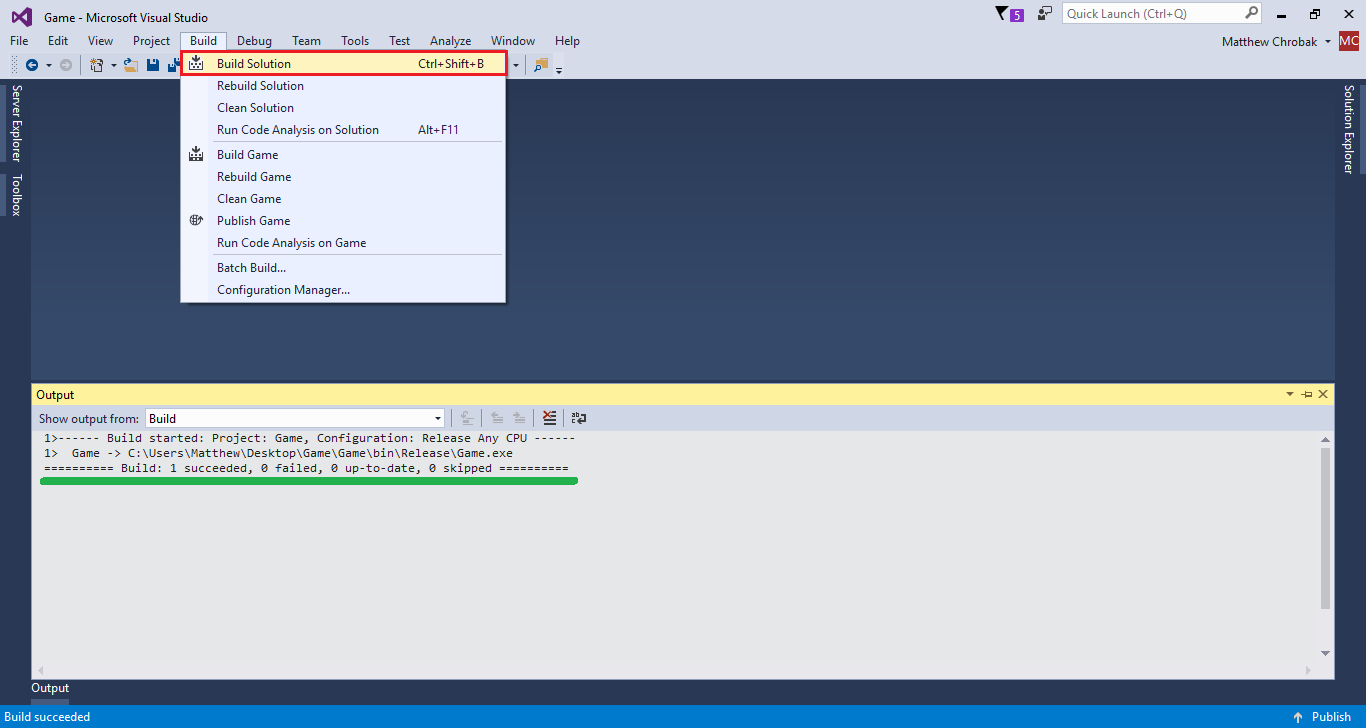 Game - Microsoft Visual Studio
5
Quick Launch (Ctrl+Q)
File Edit View Project Build Debug Team Tools Test Analyze Window Help
Matthew Chrobak
MC
Build Solution Ctrl+Shift+B
Rebuild Solution
Clean Solution
Run Code Analysis on Solution Alt+F11
Build Game
Rebuild Game
Clean Game
Publish Game
Run Code Analysis on Game
Batch Build...
Configuration Manager...
Server Explorer
Toolbox
Solution Explorer
Output
Show output from: Build
1>------ Build started: Project: Game, Configuration: Release Any CPU ------
1>  Game -> C:\Users\Matthew\Desktop\Game\Game\bin\Release\Game.exe
========== Build: 1 succeeded, 0 failed, 0 up-to-date, 0 skipped ==========
Output
Build succeeded
Publish